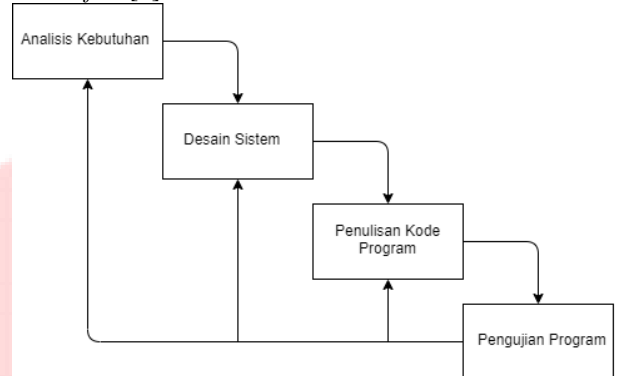 Analisis Kebutuhan
Desain Sistem
Penulisan Kode
Program
Pengujian Program